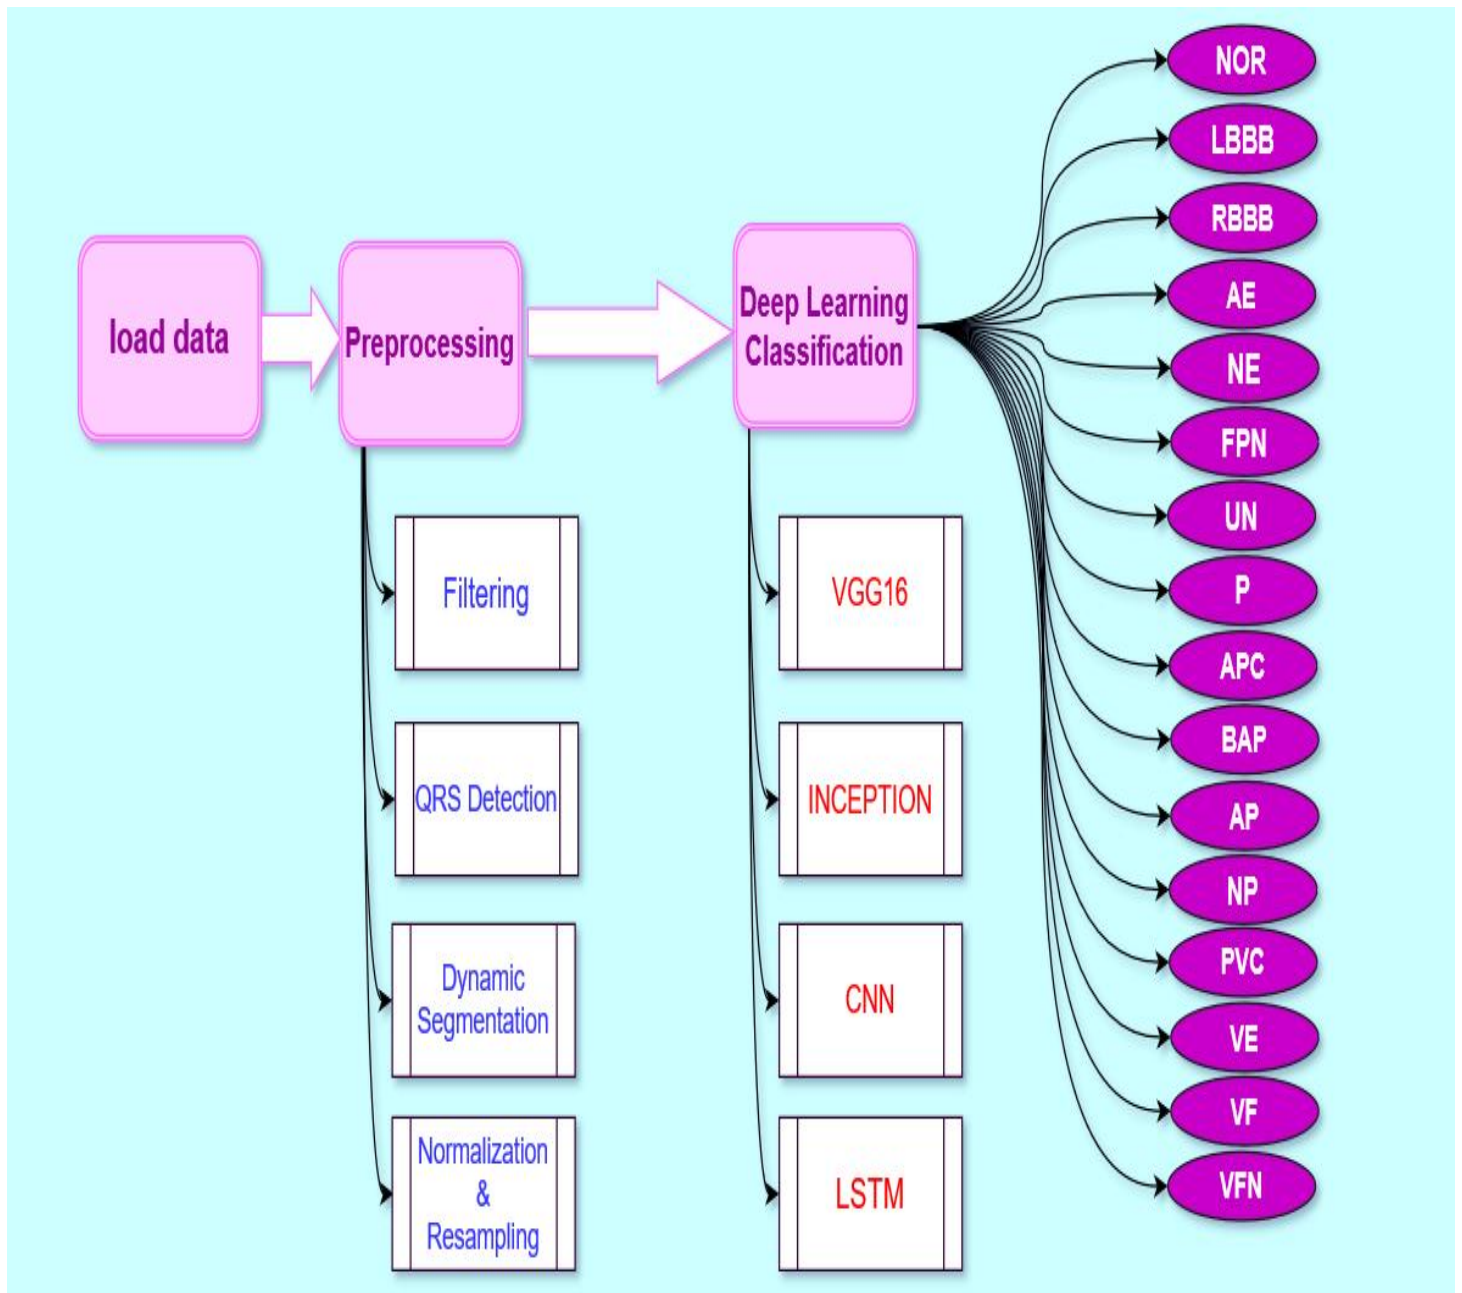 load data
Preprocessing
Deep Learning
Classification
Filtering
QRS Detection
Dynamic
Segmentation
Normalization
&
Resampling
VGG16
INCEPTION
CNN
LSTM
NOR
LBBB
RBBB
AE
NE
FPN
UN
P
APC
BAP
AP
NP
PVC
VE
VF
VFN